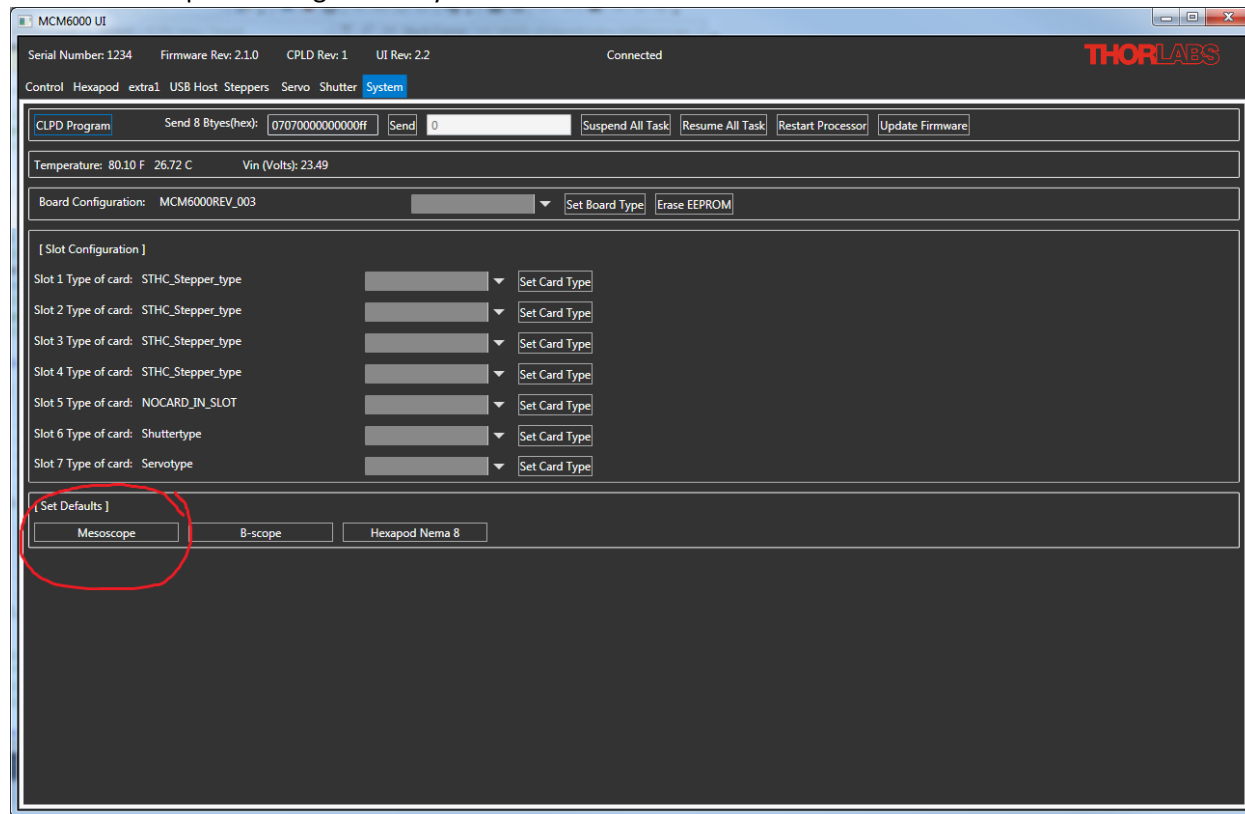 MCM6000 UI
Serial Number: 1234 Firmware Rev: 2.1.0 CPLD Rev: 1 UI Rev: 2.2 Connected THORLABS
Control Hexapod extra1 USB Host Steppers Servo Shutter System
CLPD Program Send 8 Btyes(hex): 07070000000000ff Send 0 Suspend All Task Resume All Task Restart Processor Update Firmware
Temperature: 80.10 F 26.72 C Vin (Volts): 23.49
Board Configuration: MCM6000REV_003 Set Board Type Erase EEPROM
[ Slot Configuration ]
Slot 1 Type of card: STHC_Stepper_type Set Card Type
Slot 2 Type of card: STHC_Stepper_type Set Card Type
Slot 3 Type of card: STHC_Stepper_type Set Card Type
Slot 4 Type of card: STHC_Stepper_type Set Card Type
Slot 5 Type of card: NOCARD_IN_SLOT Set Card Type
Slot 6 Type of card: Shuttertype Set Card Type
Slot 7 Type of card: Servotype Set Card Type
[ Set Defaults ]
Mesoscope B-scope Hexapod Nema 8